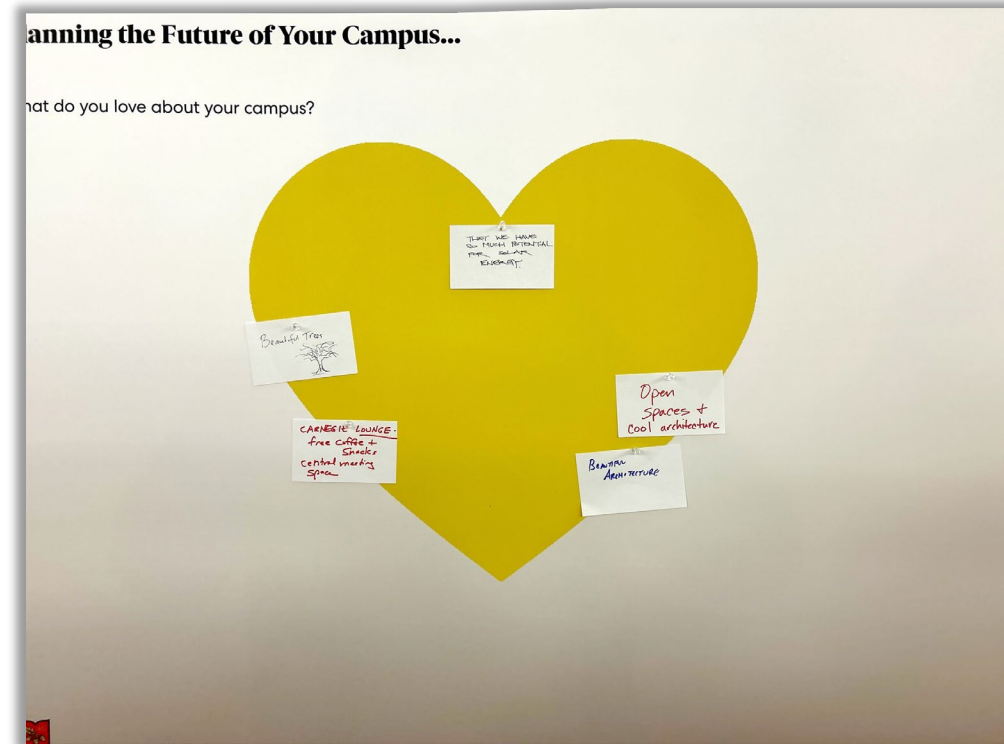 anning the Future of Your Campus...
hat do you love about your campus?
THAT WE HAVE
SO MUCH POTENTIAL
FOR SOLAR
ENERGY.
Beautiful Trees
CARNEGIE LOUNGE.
free coffee +
Snacks
central meeting
Space
Open
Spaces +
Cool architecture
BEAUTIFUL
ARCHITECTURE